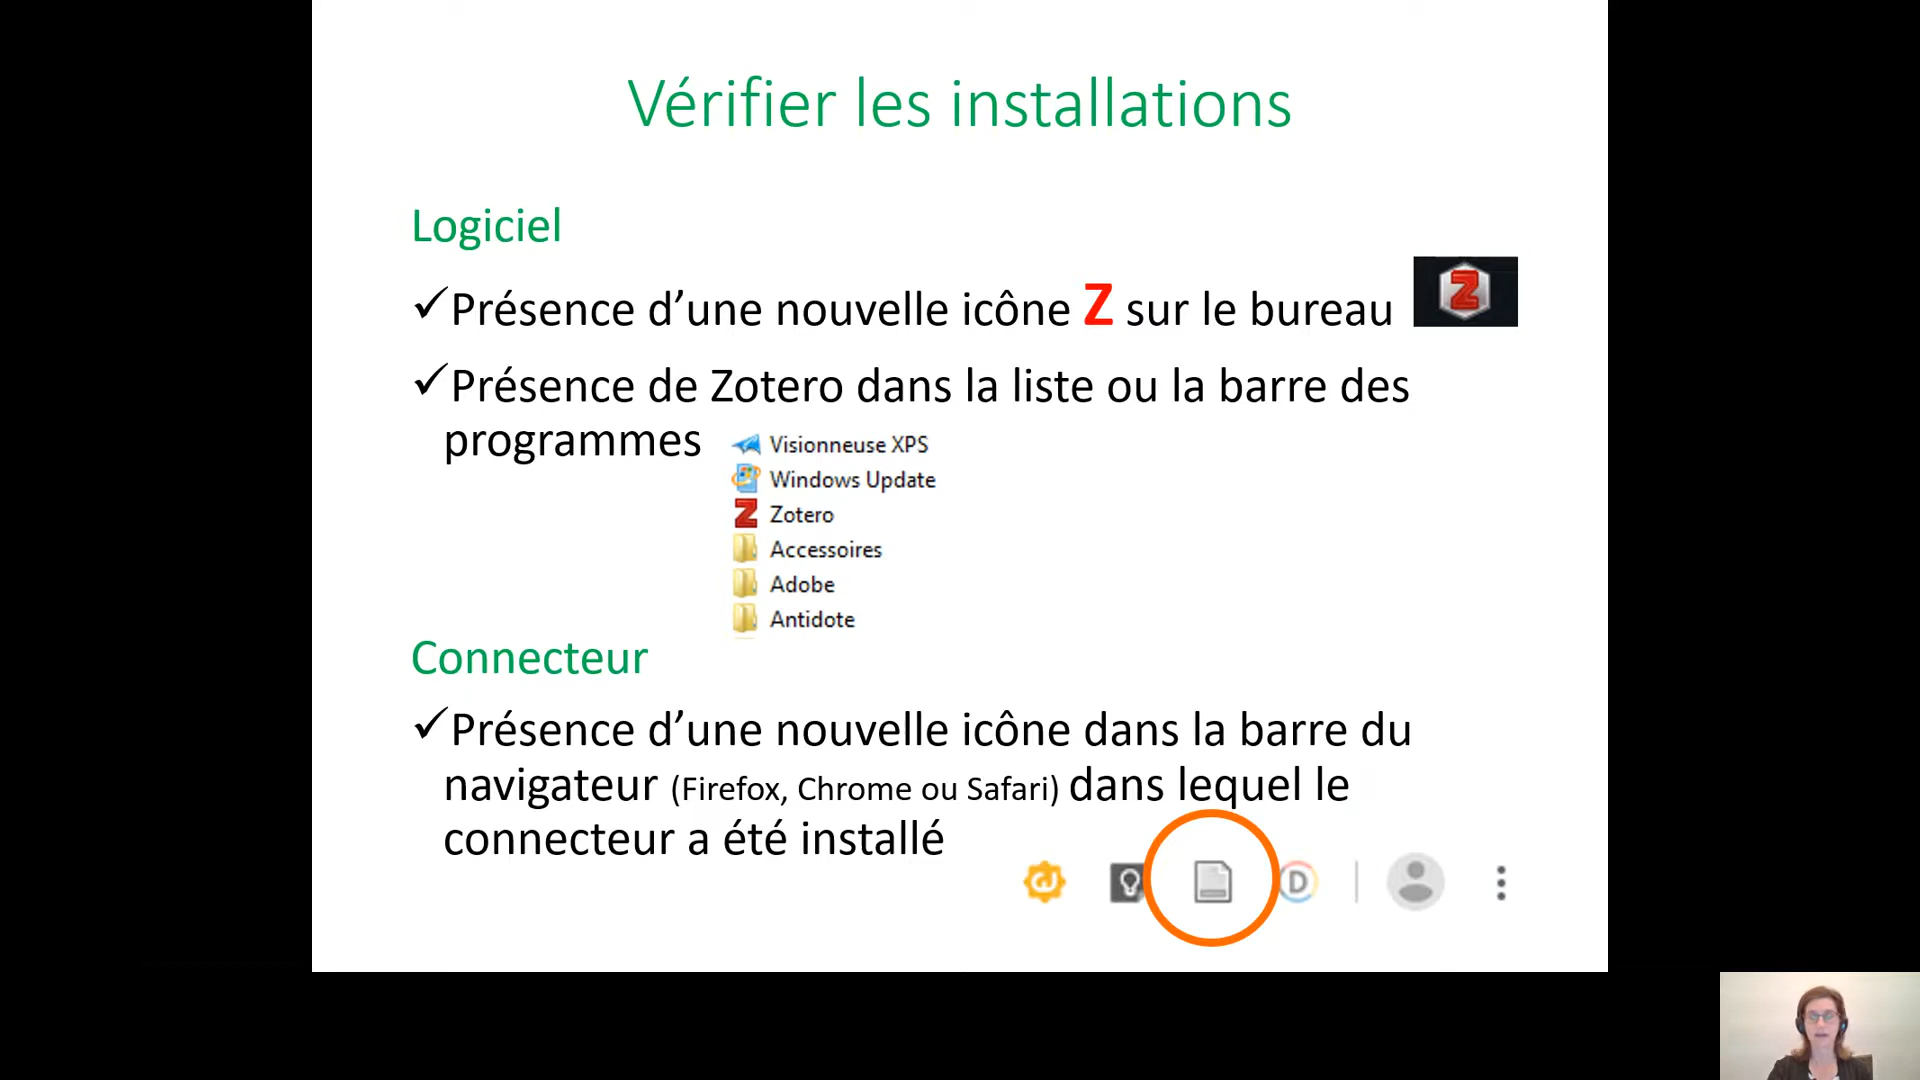 Vérifier les installations
Logiciel
✓Présence d’une nouvelle icône Z sur le bureau
Z
✓Présence de Zotero dans la liste ou la barre des
programmes
Visionneuse XPS
Windows Update
Z Zotero
Accessoires
Adobe
Antidote
Connecteur
✓Présence d’une nouvelle icône dans la barre du
navigateur (Firefox, Chrome ou Safari) dans lequel le
connecteur a été installé
D